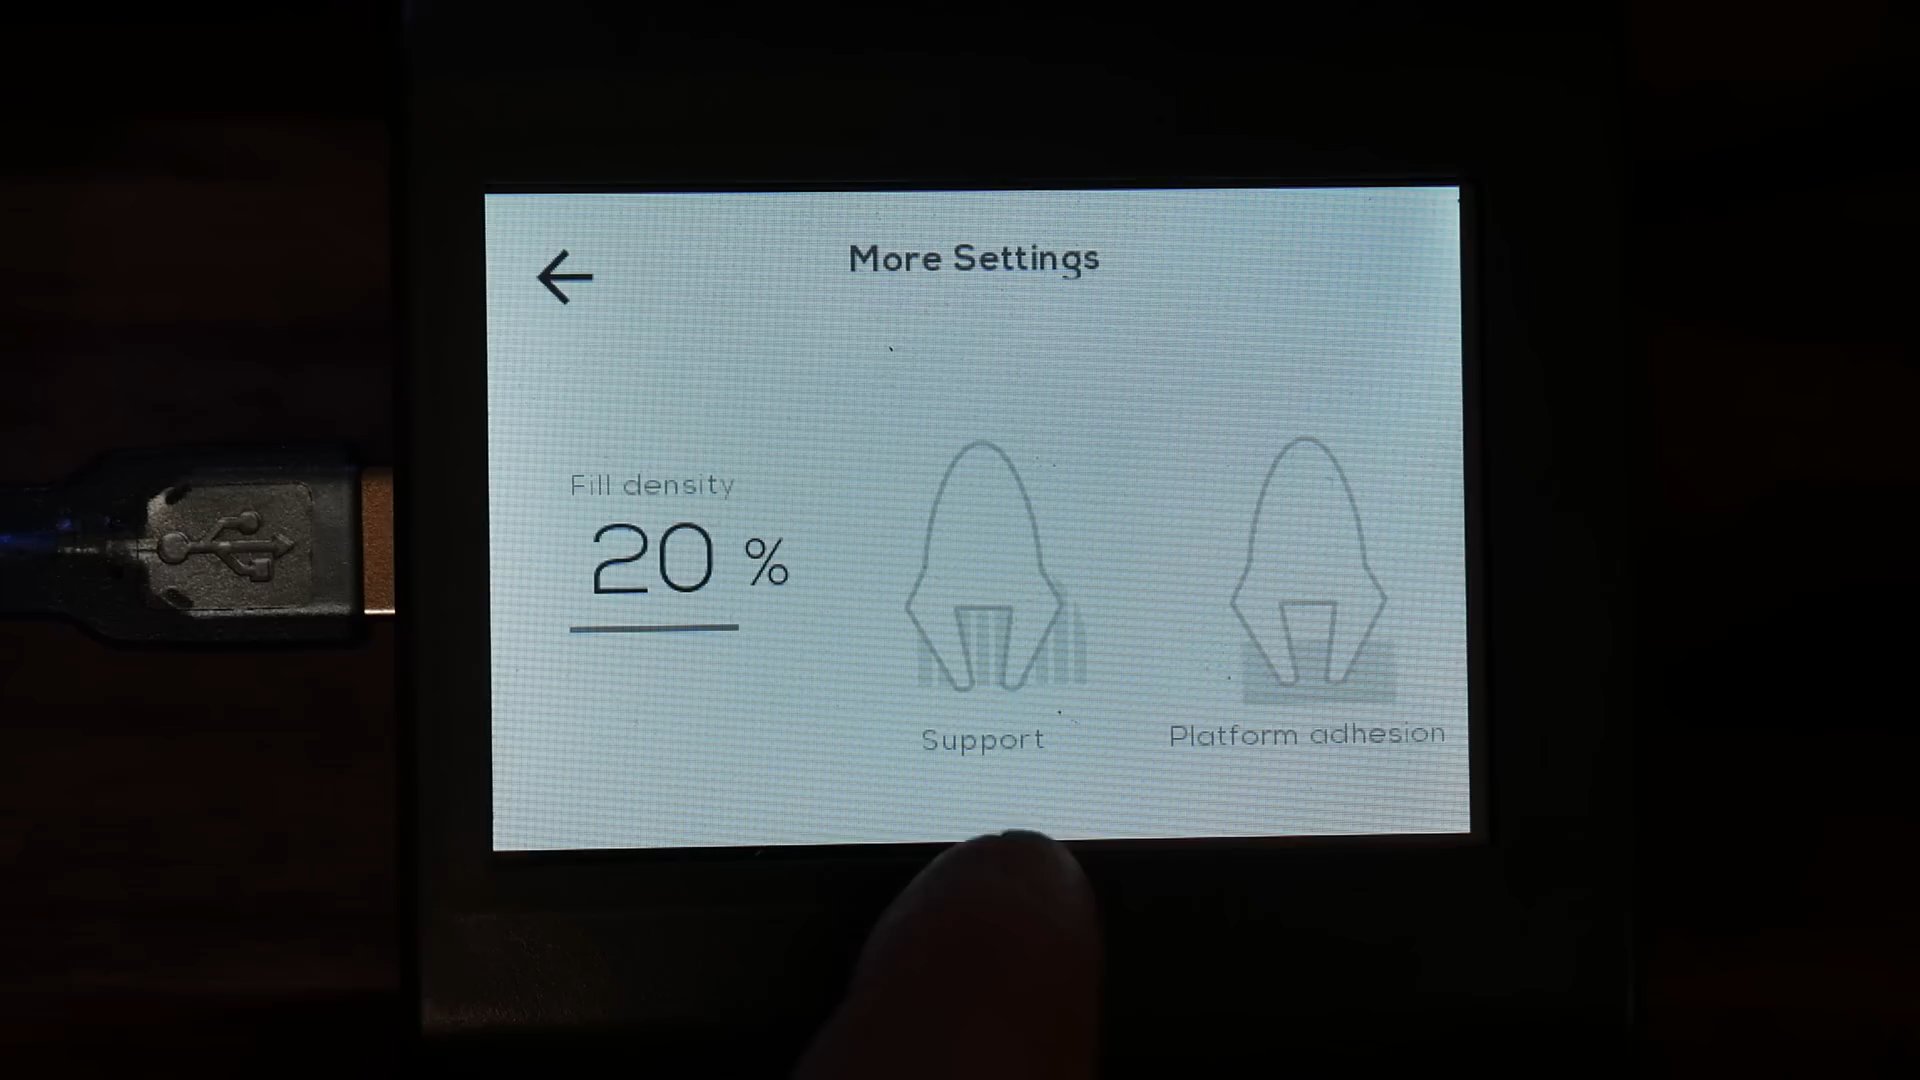 More Settings
Fill density
20 %
Support
Platform adhesion